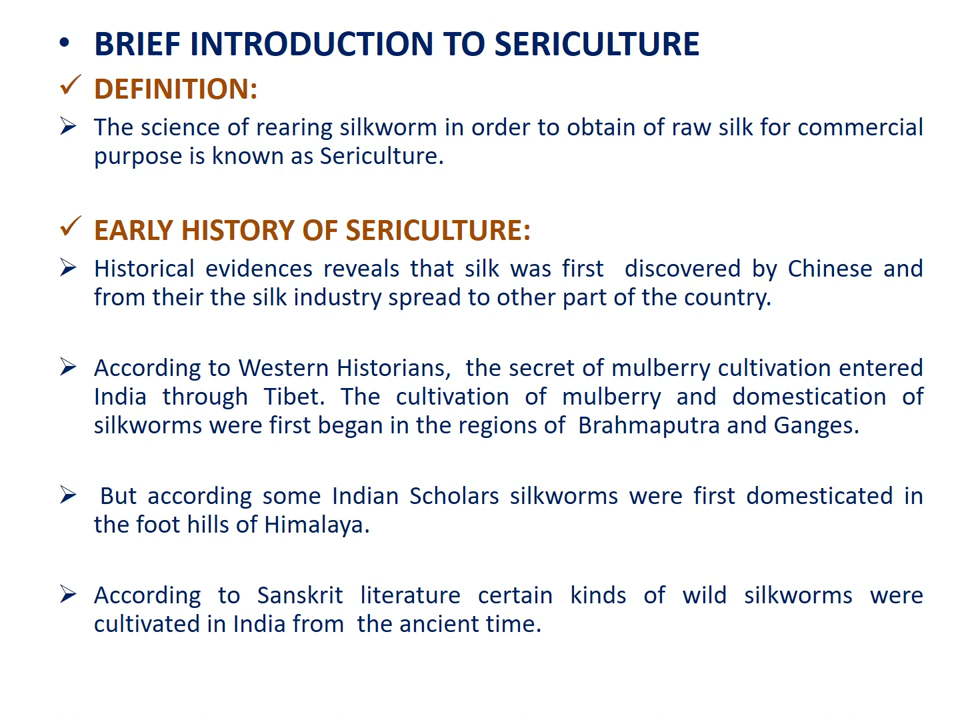 • BRIEF INTRODUCTION TO SERICULTURE
✓ DEFINITION:
➢ The science of rearing silkworm in order to obtain of raw silk for commercial
purpose is known as Sericulture.
✓ EARLY HISTORY OF SERICULTURE:
➢ Historical evidences reveals that silk was first discovered by Chinese and
from their the silk industry spread to other part of the country.
➢ According to Western Historians, the secret of mulberry cultivation entered
India through Tibet. The cultivation of mulberry and domestication of
silkworms were first began in the regions of Brahmaputra and Ganges.
➢ But according some Indian Scholars silkworms were first domesticated in
the foot hills of Himalaya.
➢ According to Sanskrit literature certain kinds of wild silkworms were
cultivated in India from the ancient time.